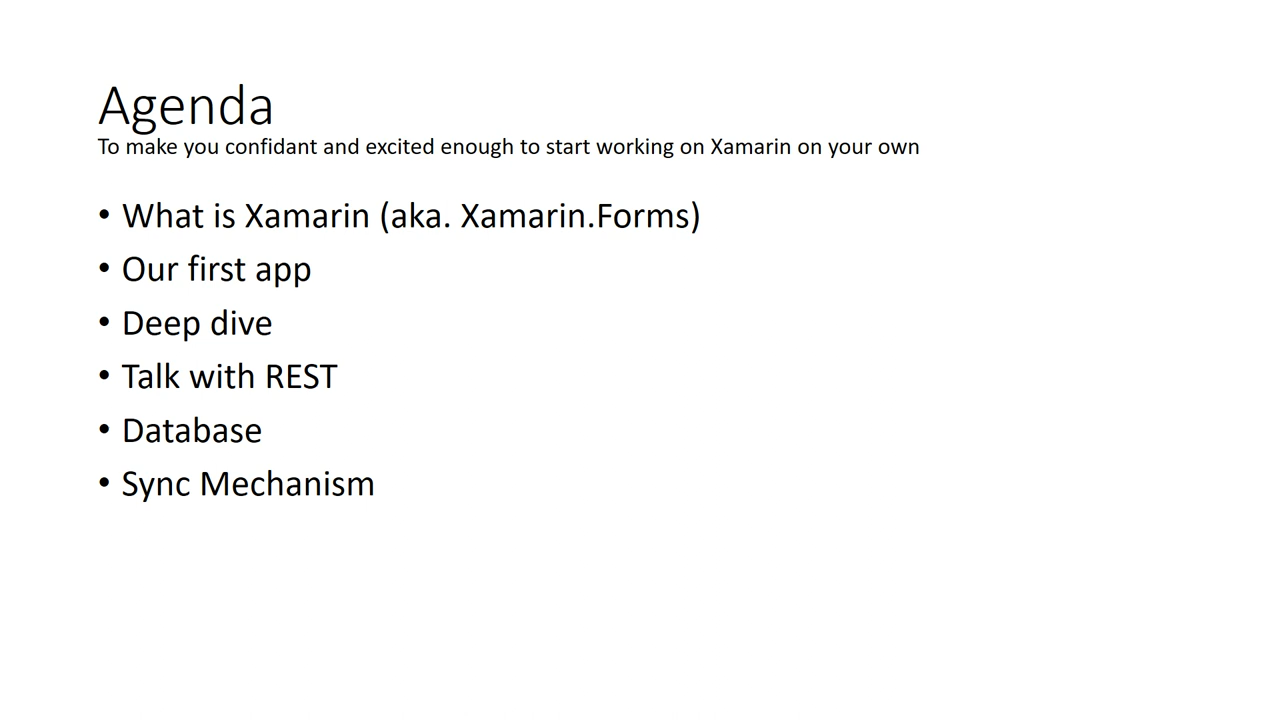 Agenda
To make you confidant and excited enough to start working on Xamarin on your own
• What is Xamarin (aka. Xamarin.Forms)
• Our first app
• Deep dive
• Talk with REST
• Database
• Sync Mechanism